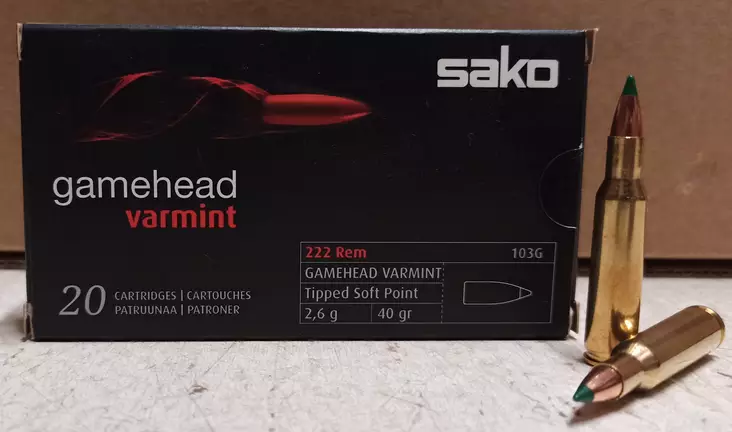 sako
gamehead
varmint
222 Rem 103G
GAMEHEAD VARMINT
Tipped Soft Point
2,6 g 40 gr
20 CARTRIDGES | CARTOUCHES
PATRUUNAA | PATRONER